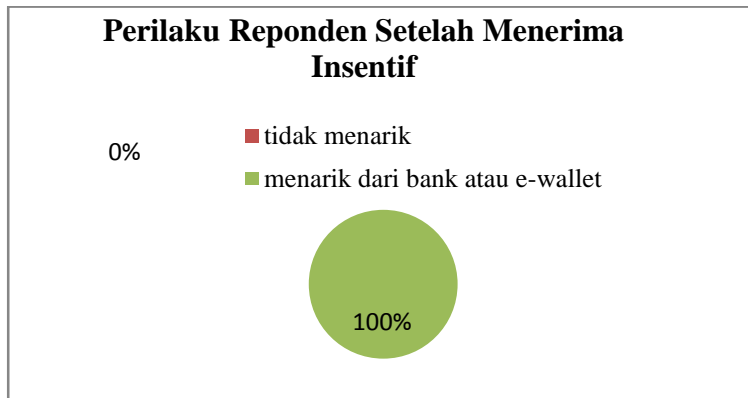 Perilaku Reponden Setelah Menerima
Insentif
0%
tidak menarik
menarik dari bank atau e-wallet
100%